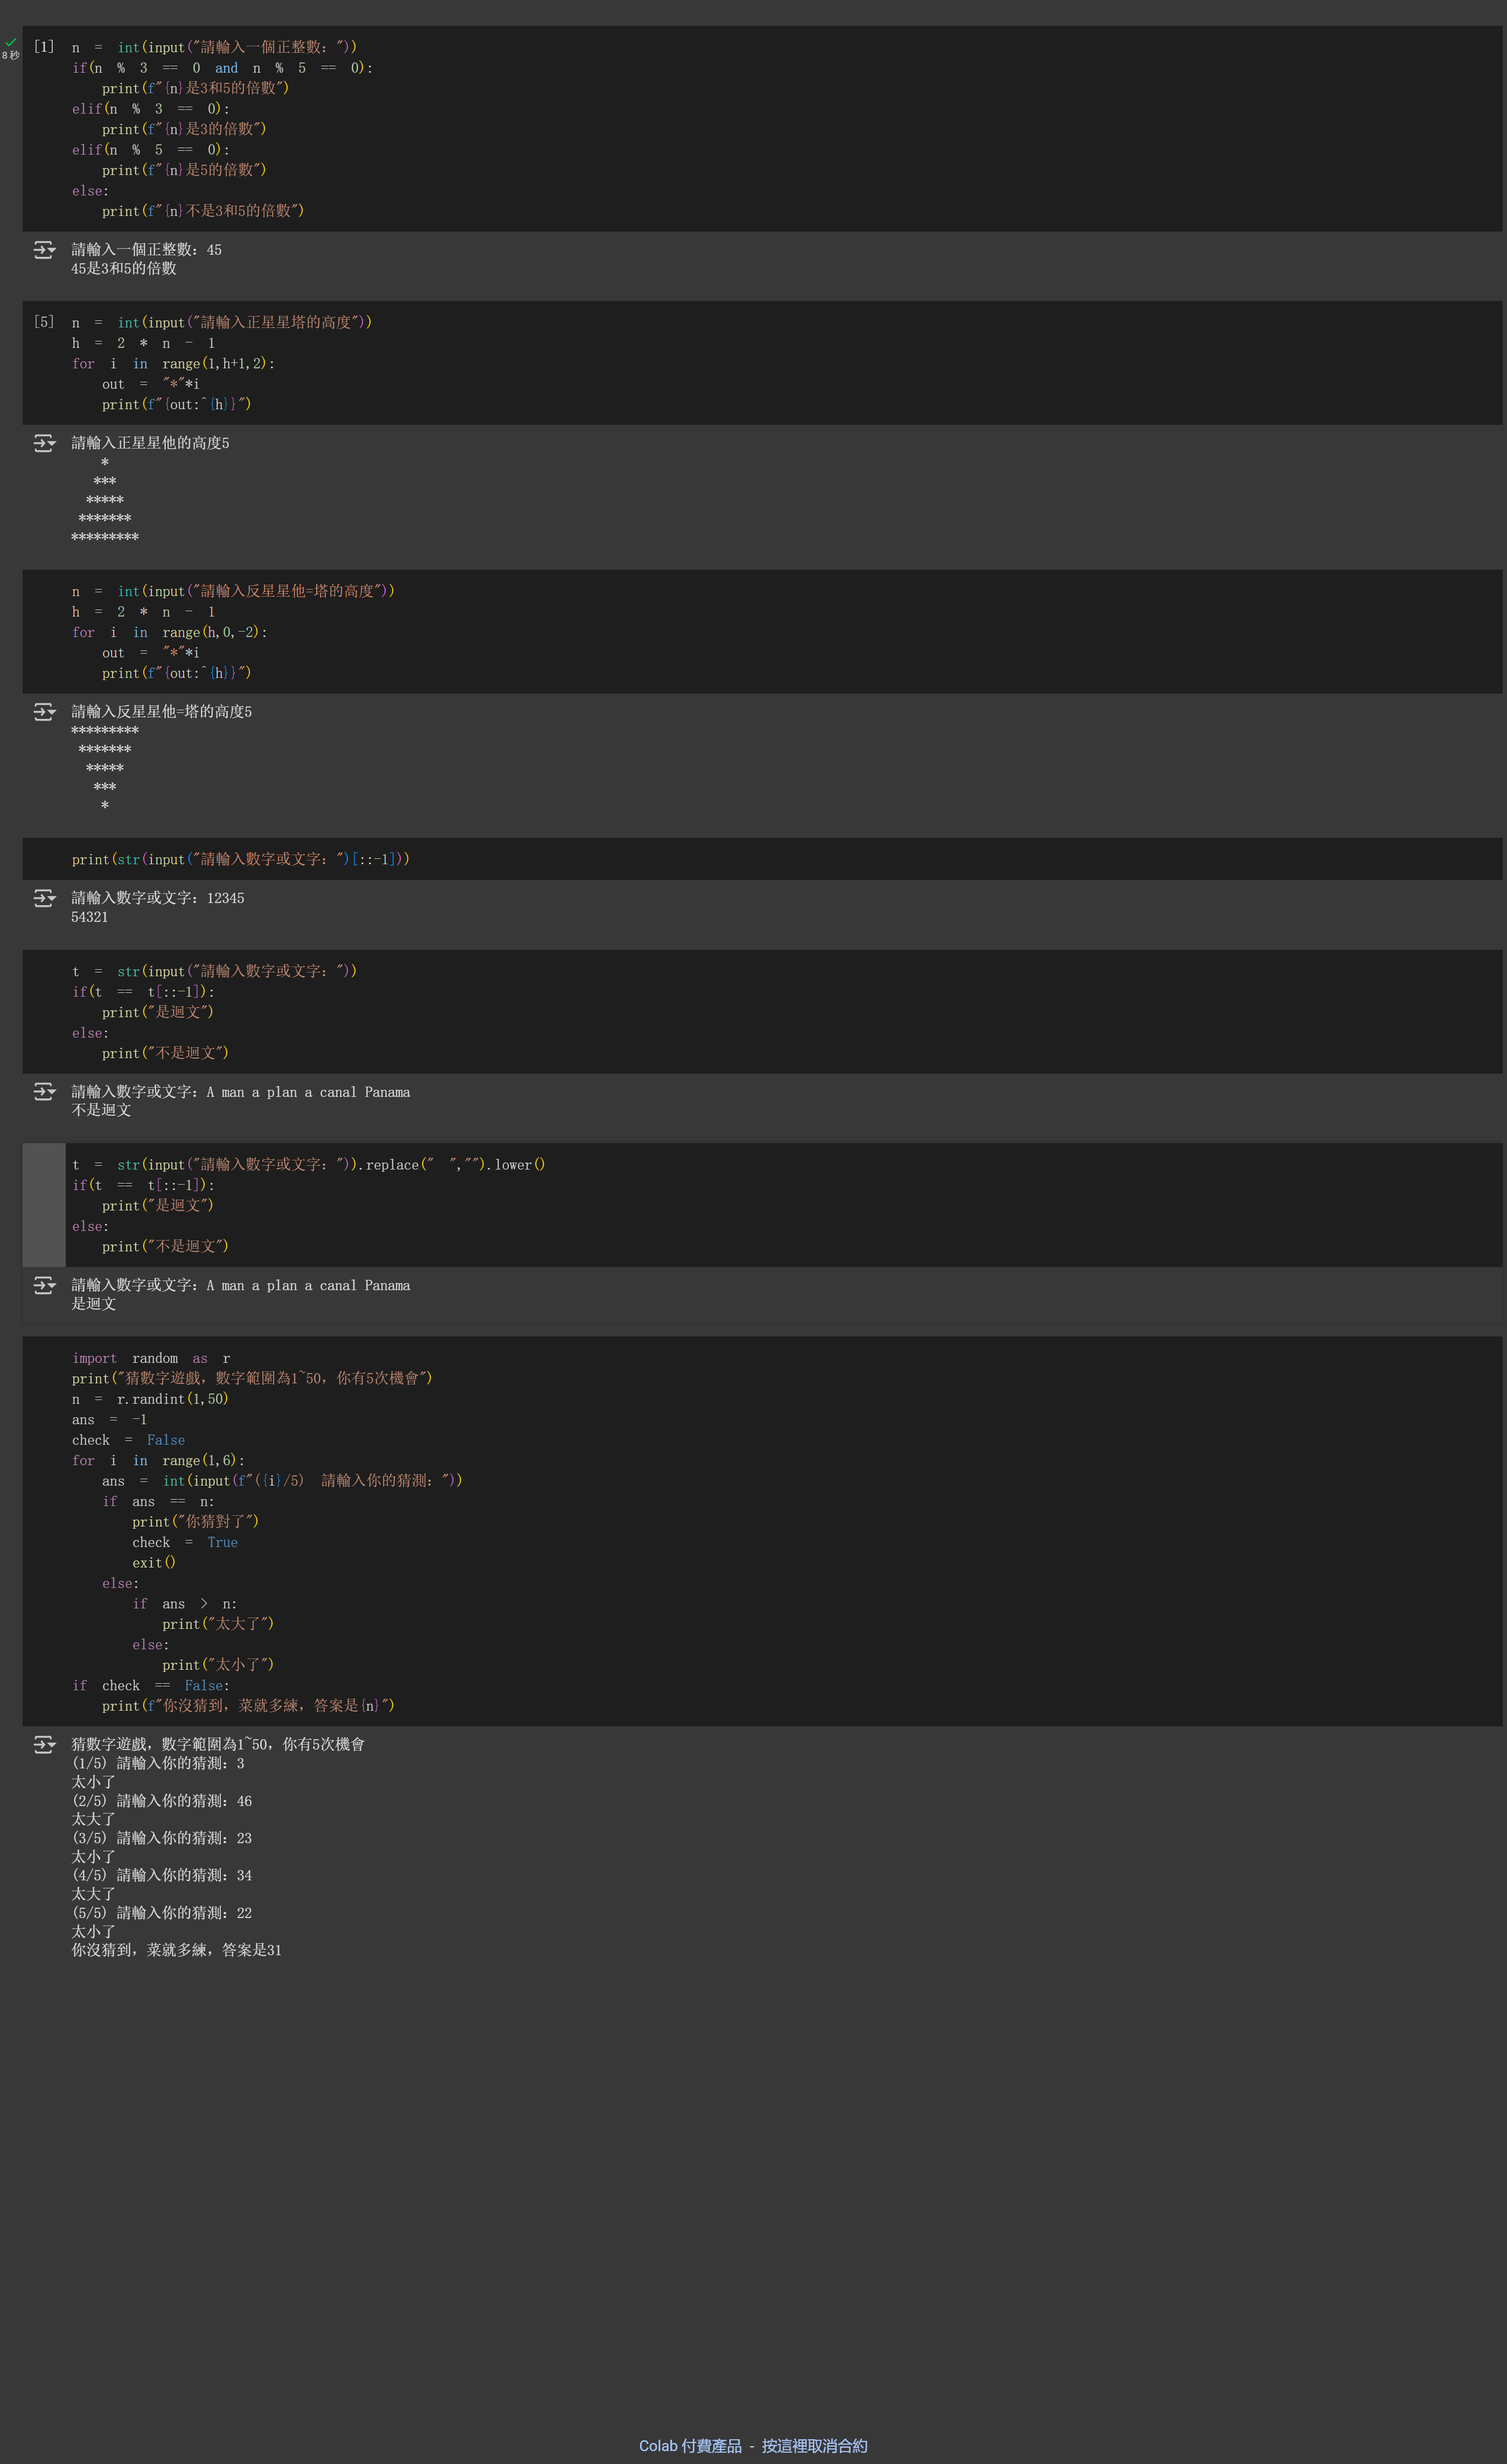 [1] n = int(input("請輸入一個正整數："))
8 秒
if(n % 3 == 0 and n % 5 == 0):
    print(f"{n}是3和5的倍數")
elif(n % 3 == 0):
    print(f"{n}是3的倍數")
elif(n % 5 == 0):
    print(f"{n}是5的倍數")
else:
    print(f"{n}不是3和5的倍數")
請輸入一個正整數：45
45是3和5的倍數
[5] n = int(input("請輸入正星星塔的高度"))
h = 2 * n - 1
for i in range(1,h+1,2):
    out = "*"*i
    print(f"{out:^{h}}")
請輸入正星星他的高度5
    *
   ***
  *****
 *******
*********
n = int(input("請輸入反星星他=塔的高度"))
h = 2 * n - 1
for i in range(h,0,-2):
    out = "*"*i
    print(f"{out:^{h}}")
請輸入反星星他=塔的高度5
*********
 *******
  *****
   ***
    *
print(str(input("請輸入數字或文字：")[::-1]))
請輸入數字或文字：12345
54321
t = str(input("請輸入數字或文字："))
if(t == t[::-1]):
    print("是迴文")
else:
    print("不是迴文")
請輸入數字或文字：A man a plan a canal Panama
不是迴文
t = str(input("請輸入數字或文字：")).replace(" ","").lower()
if(t == t[::-1]):
    print("是迴文")
else:
    print("不是迴文")
請輸入數字或文字：A man a plan a canal Panama
是迴文
import random as r
print("猜數字遊戲，數字範圍為1~50，你有5次機會")
n = r.randint(1,50)
ans = -1
check = False
for i in range(1,6):
    ans = int(input(f"({i}/5) 請輸入你的猜測："))
    if ans == n:
        print("你猜對了")
        check = True
        exit()
    else:
        if ans > n:
            print("太大了")
        else:
            print("太小了")
if check == False:
    print(f"你沒猜到，菜就多練，答案是{n}")
猜數字遊戲，數字範圍為1~50，你有5次機會
(1/5) 請輸入你的猜測：3
太小了
(2/5) 請輸入你的猜測：46
太大了
(3/5) 請輸入你的猜測：23
太小了
(4/5) 請輸入你的猜測：34
太大了
(5/5) 請輸入你的猜測：22
太小了
你沒猜到，菜就多練，答案是31
Colab 付費產品 - 按這裡取消合約